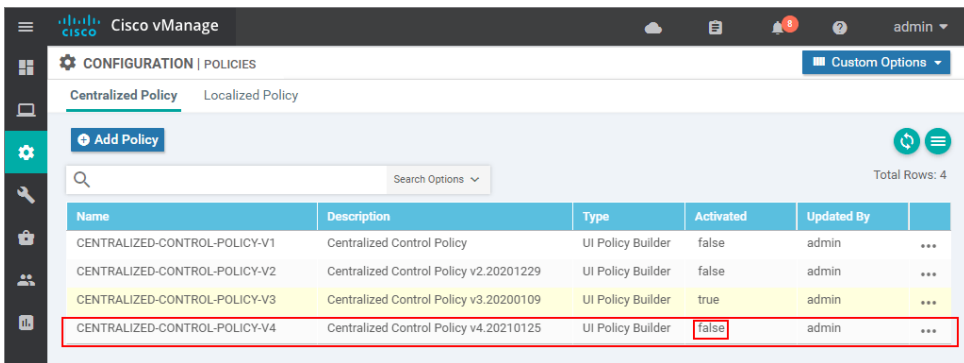 cisco Cisco vManage 8 admin
CONFIGURATION | POLICIES Custom Options
Centralized Policy Localized Policy
Add Policy
Search Options Total Rows: 4
Name Description Type Activated Updated By
CENTRALIZED-CONTROL-POLICY-V1 Centralized Control Policy UI Policy Builder false admin
CENTRALIZED-CONTROL-POLICY-V2 Centralized Control Policy v2.20201229 UI Policy Builder false admin
CENTRALIZED-CONTROL-POLICY-V3 Centralized Control Policy v3.20200109 UI Policy Builder true admin
CENTRALIZED-CONTROL-POLICY-V4 Centralized Control Policy v4.20210125 UI Policy Builder false admin